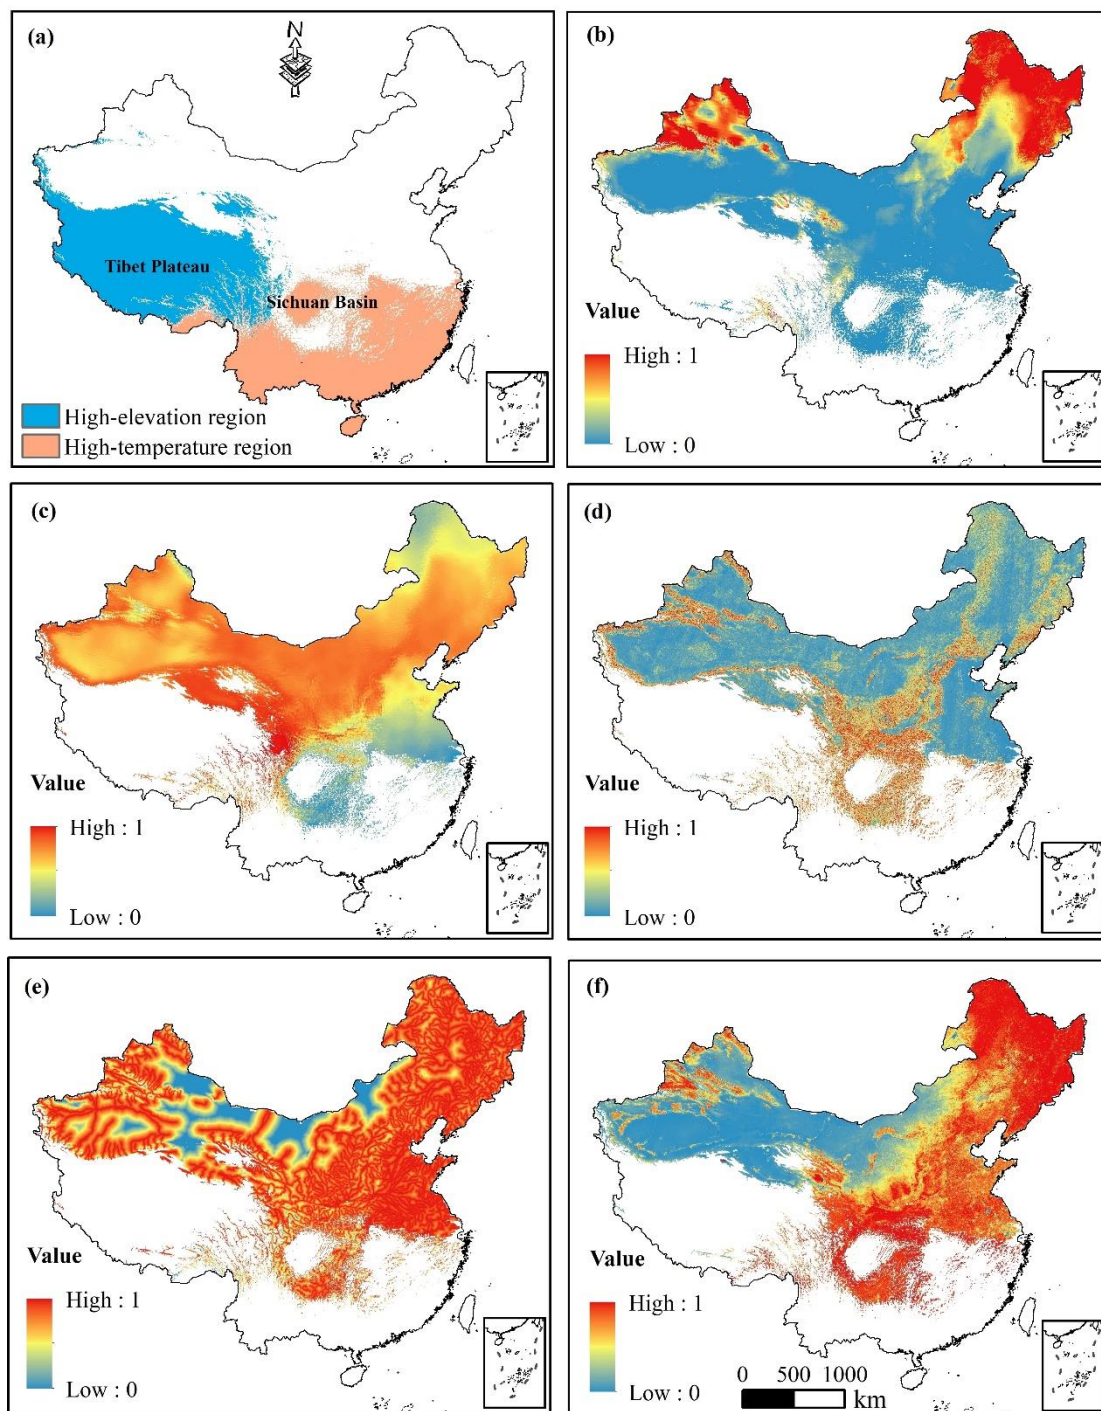 (a)
N
Tibet Plateau
Sichuan Basin
High-elevation region
High-temperature region
(b)
Value
High : 1
Low : 0
(c)
Value
High : 1
Low : 0
(d)
Value
High : 1
Low : 0
(e)
Value
High : 1
Low : 0
(f)
Value
High : 1
Low : 0
0 500 1000
km